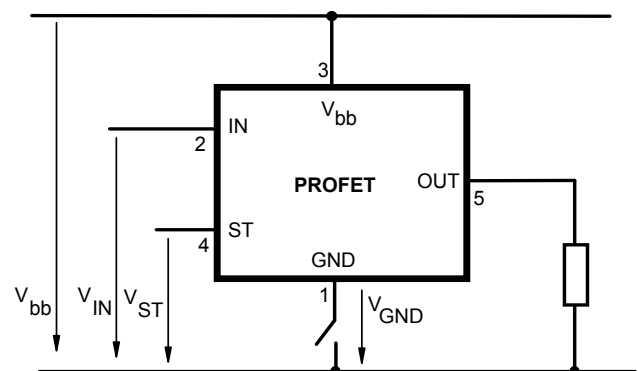 3
V bb
IN
2
PROFET
OUT
5
ST
4
GND
V bb
V IN
V ST
1
V GND